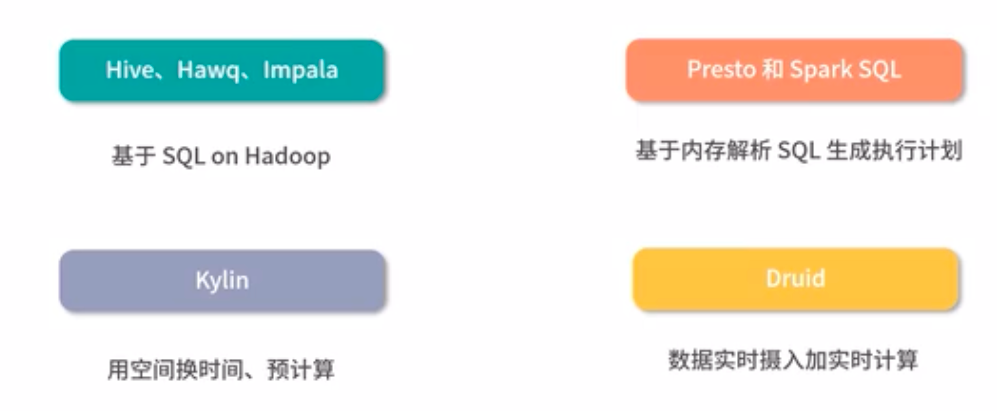 Hive、Hawq、Impala
Presto 和 Spark SQL
基于 SQL on Hadoop
基于内存解析 SQL 生成执行计划
Kylin
Druid
用空间换时间、预计算
数据实时摄入加实时计算